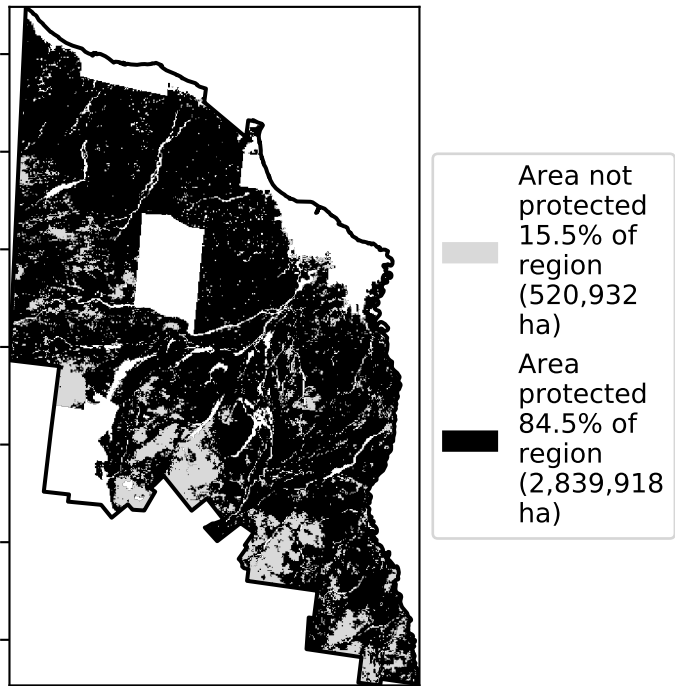 Area not
protected
15.5% of
region
(520,932
ha)
Area
protected
84.5% of
region
(2,839,918
ha)